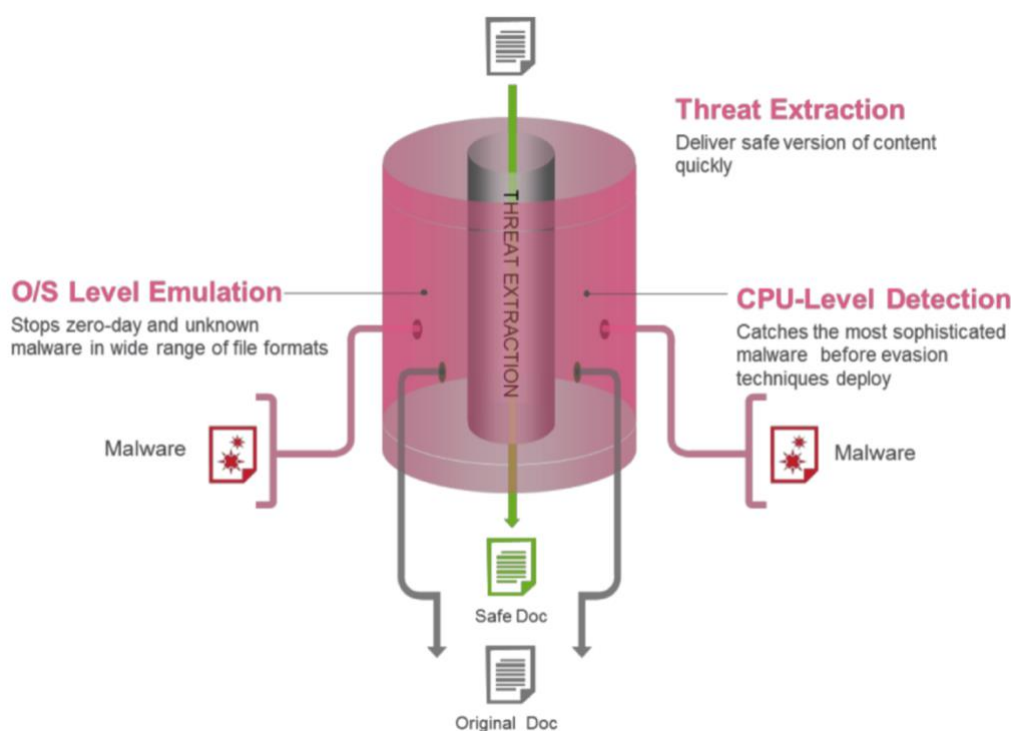 Threat Extraction
Deliver safe version of content
quickly
THREAT EXTRACTION
O/S Level Emulation
Stops zero-day and unknown
malware in wide range of file formats
CPU-Level Detection
Catches the most sophisticated
malware before evasion
techniques deploy
Malware
Malware
Safe Doc
Original Doc